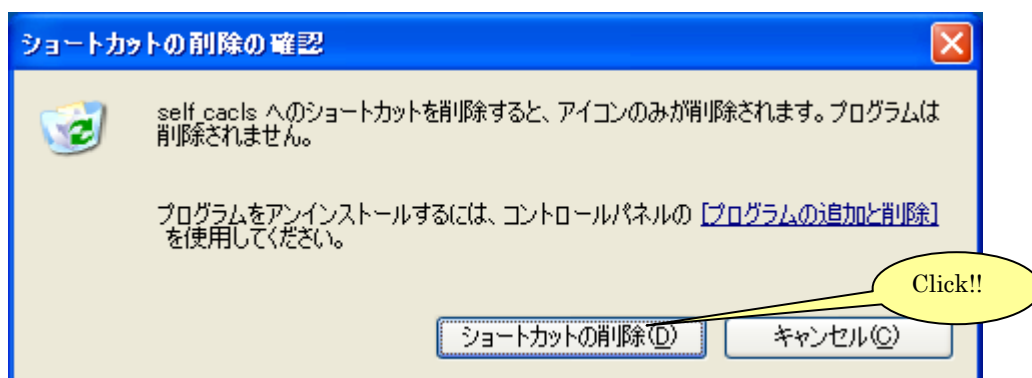 ショートカットの削除の確認
self_cacls へのショートカットを削除すると、アイコンのみが削除されます。プログラムは
削除されません。
プログラムをアンインストールするには、コントロールパネルの [プログラムの追加と削除]
を使用してください。
Click!!
ショートカットの削除(D) キャンセル(C)